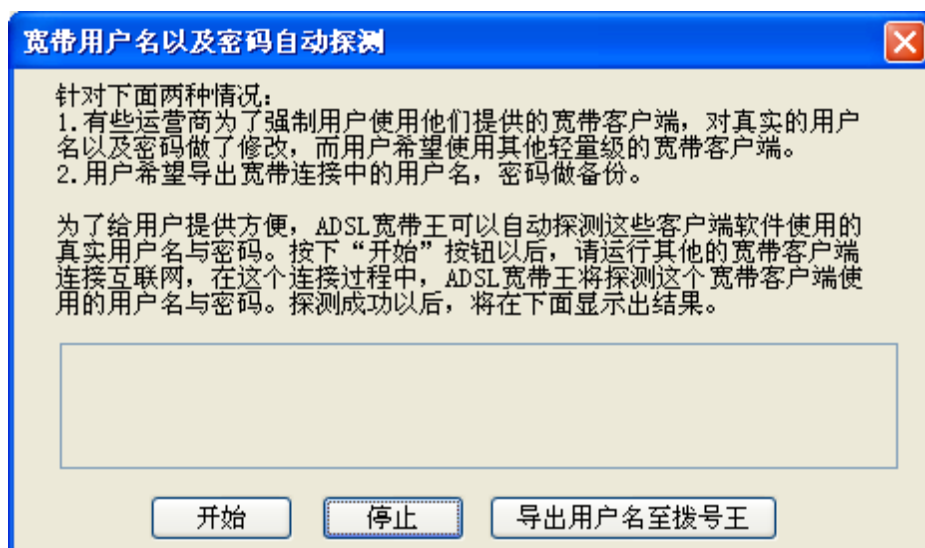 宽带用户名以及密码自动探测
针对下面两种情况：
1.有些运营商为了强制用户使用他们提供的宽带客户端，对真实的用户
名以及密码做了修改，而用户希望使用其他轻量级的宽带客户端。
2.用户希望导出宽带连接中的用户名，密码做备份。
为了给用户提供方便，ADSL宽带王可以自动探测这些客户端软件使用的
真实用户名与密码。按下“开始”按钮以后，请运行其他的宽带客户端
连接互联网，在这个连接过程中，ADSL宽带王将探测这个宽带客户端使
用的用户名与密码。探测成功以后，将在下面显示出结果。
开始
停止
导出用户名至拨号王